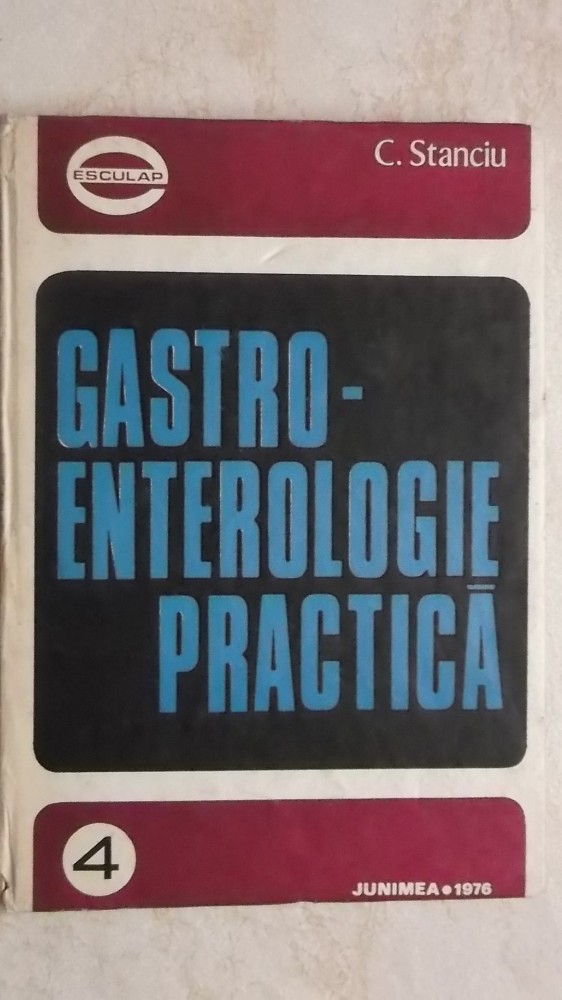 ESCULAP
C. Stanciu
GASTRO-
ENTEROLOGIE
PRACTICĂ
4
JUNIMEA • 1976